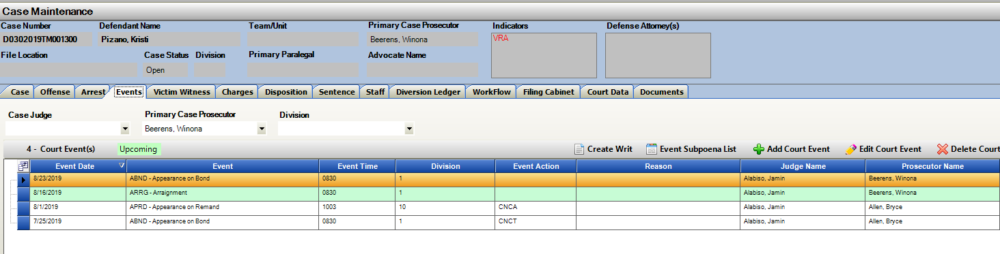 Case Maintenance
Case Number Defendant Name Team/Unit Primary Case Prosecutor Indicators Defense Attorney(s)
D0302019TM001300 Pizano, Kristi Beerens, Winona VRA
File Location Case Status Division Primary Paralegal Advocate Name
Open
Case Offense Arrest Events Victim Witness Charges Disposition Sentence Staff Diversion Ledger WorkFlow Filing Cabinet Court Data Documents
Case Judge Primary Case Prosecutor Division
Beerens, Winona
4 - Court Event(s) Upcoming Create Writ Event Subpoena List Add Court Event Edit Court Event Delete Court
Event Date Event Event Time Division Event Action Reason Judge Name Prosecutor Name
8/23/2019 ABND - Appearance on Bond 0830 1 Alabiso, Jamin Beerens, Winona
8/16/2019 ARRG - Arraignment 0830 1 Alabiso, Jamin Beerens, Winona
8/1/2019 APRD - Appearance on Remand 1003 10 CNCA Alabiso, Jamin Allen, Bryce
7/25/2019 ABND - Appearance on Bond 0830 1 CNCT Alabiso, Jamin Allen, Bryce